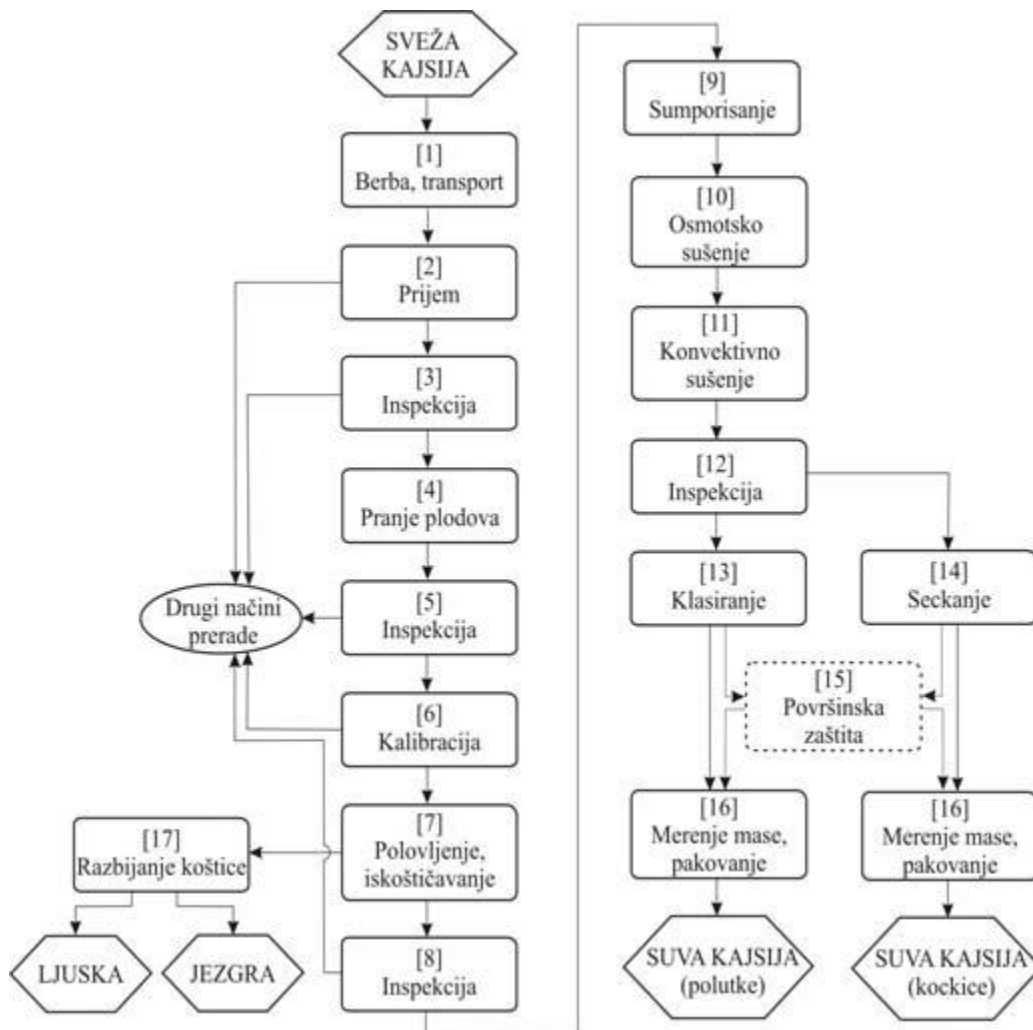 SVEŽA
KAJSIJA
[1]
Berba, transport
[2]
Prijem
[3]
Inspekcija
[4]
Pranje plodova
[5]
Inspekcija
Drugi načini
prerade
[6]
Kalibracija
[7]
Polovljenje,
iskoštičavanje
[17]
Razbijanje koštice
LJUSKA
JEZGRA
[8]
Inspekcija
[9]
Sumporisanje
[10]
Osmotsko
sušenje
[11]
Konvektivno
sušenje
[12]
Inspekcija
[13]
Klasiranje
[14]
Seckanje
[15]
Površinska
zaštita
[16]
Merenje mase,
pakovanje
[16]
Merenje mase,
pakovanje
SUVA KAJSIJA
(polutke)
SUVA KAJSIJA
(kockice)